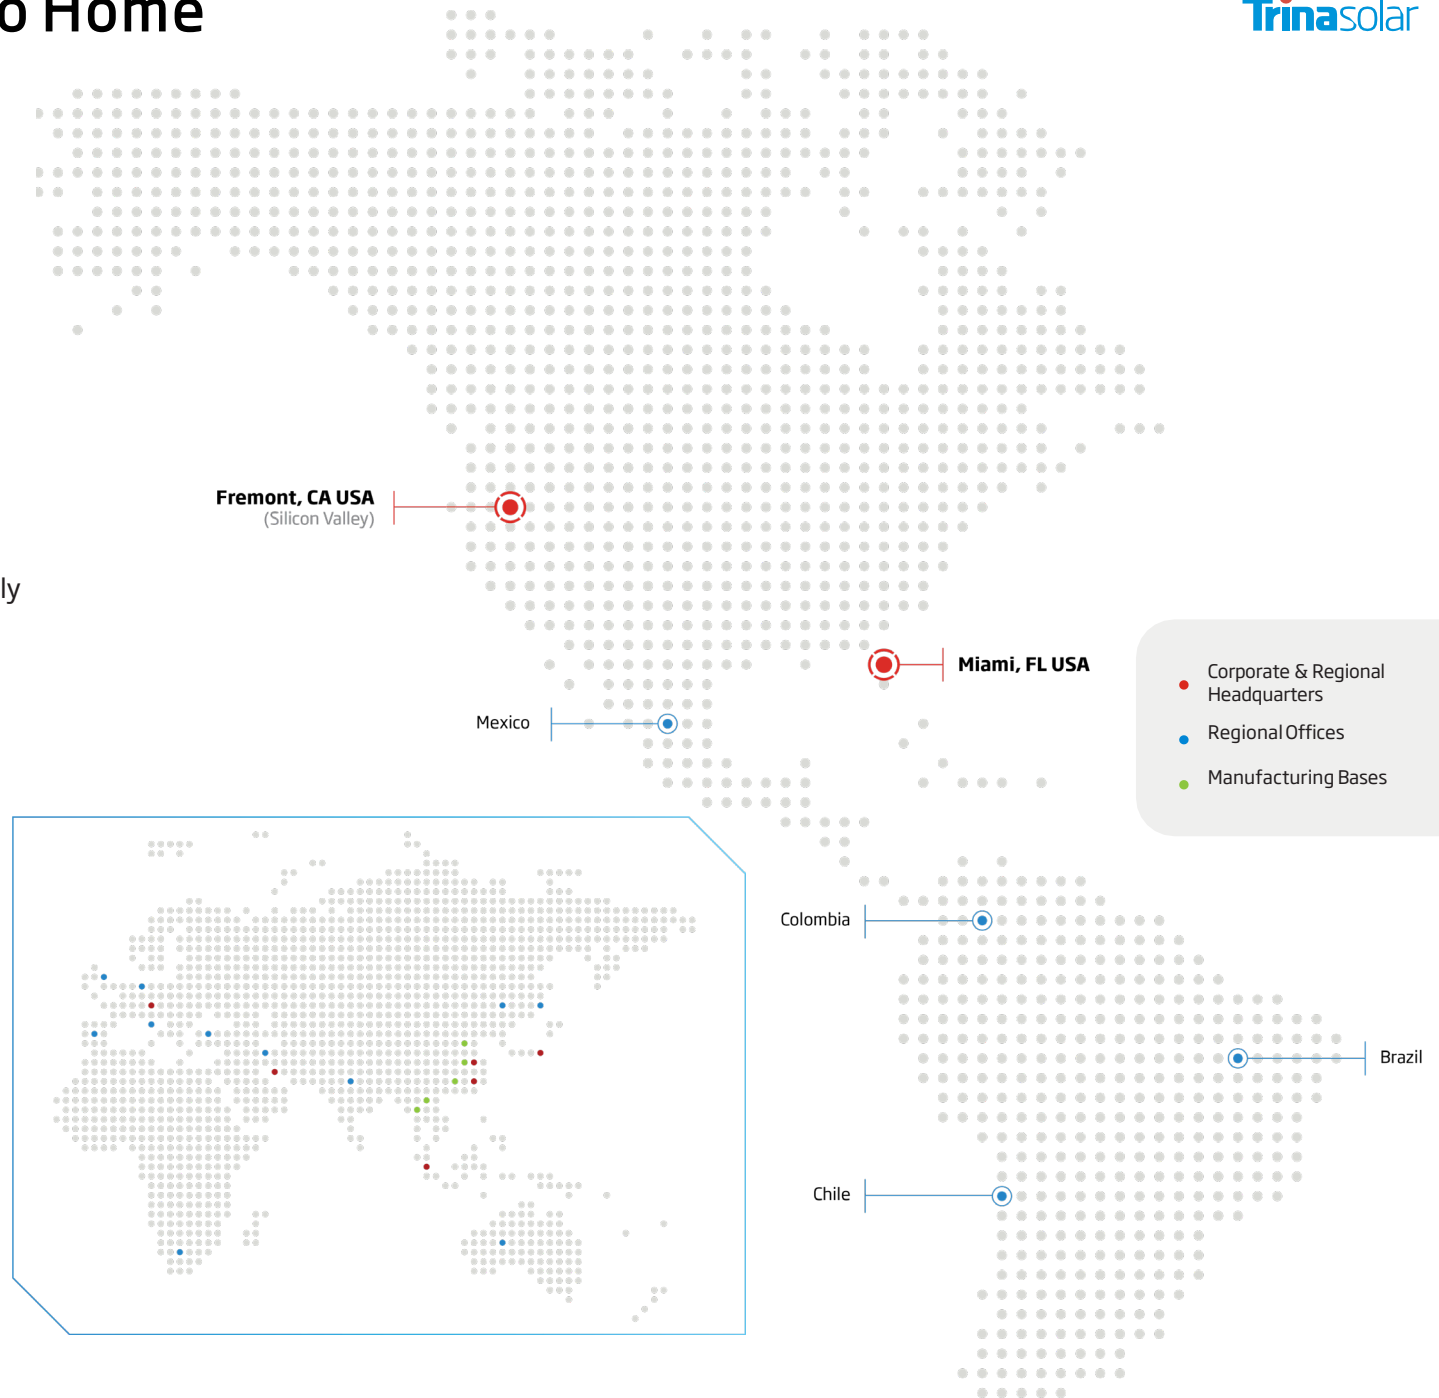 o Home
Trinasolar
Fremont, CA USA
(Silicon Valley)
ly
Miami, FL USA
Corporate & Regional
Headquarters
Regional Offices
Manufacturing Bases
Mexico
Colombia
Brazil
Chile